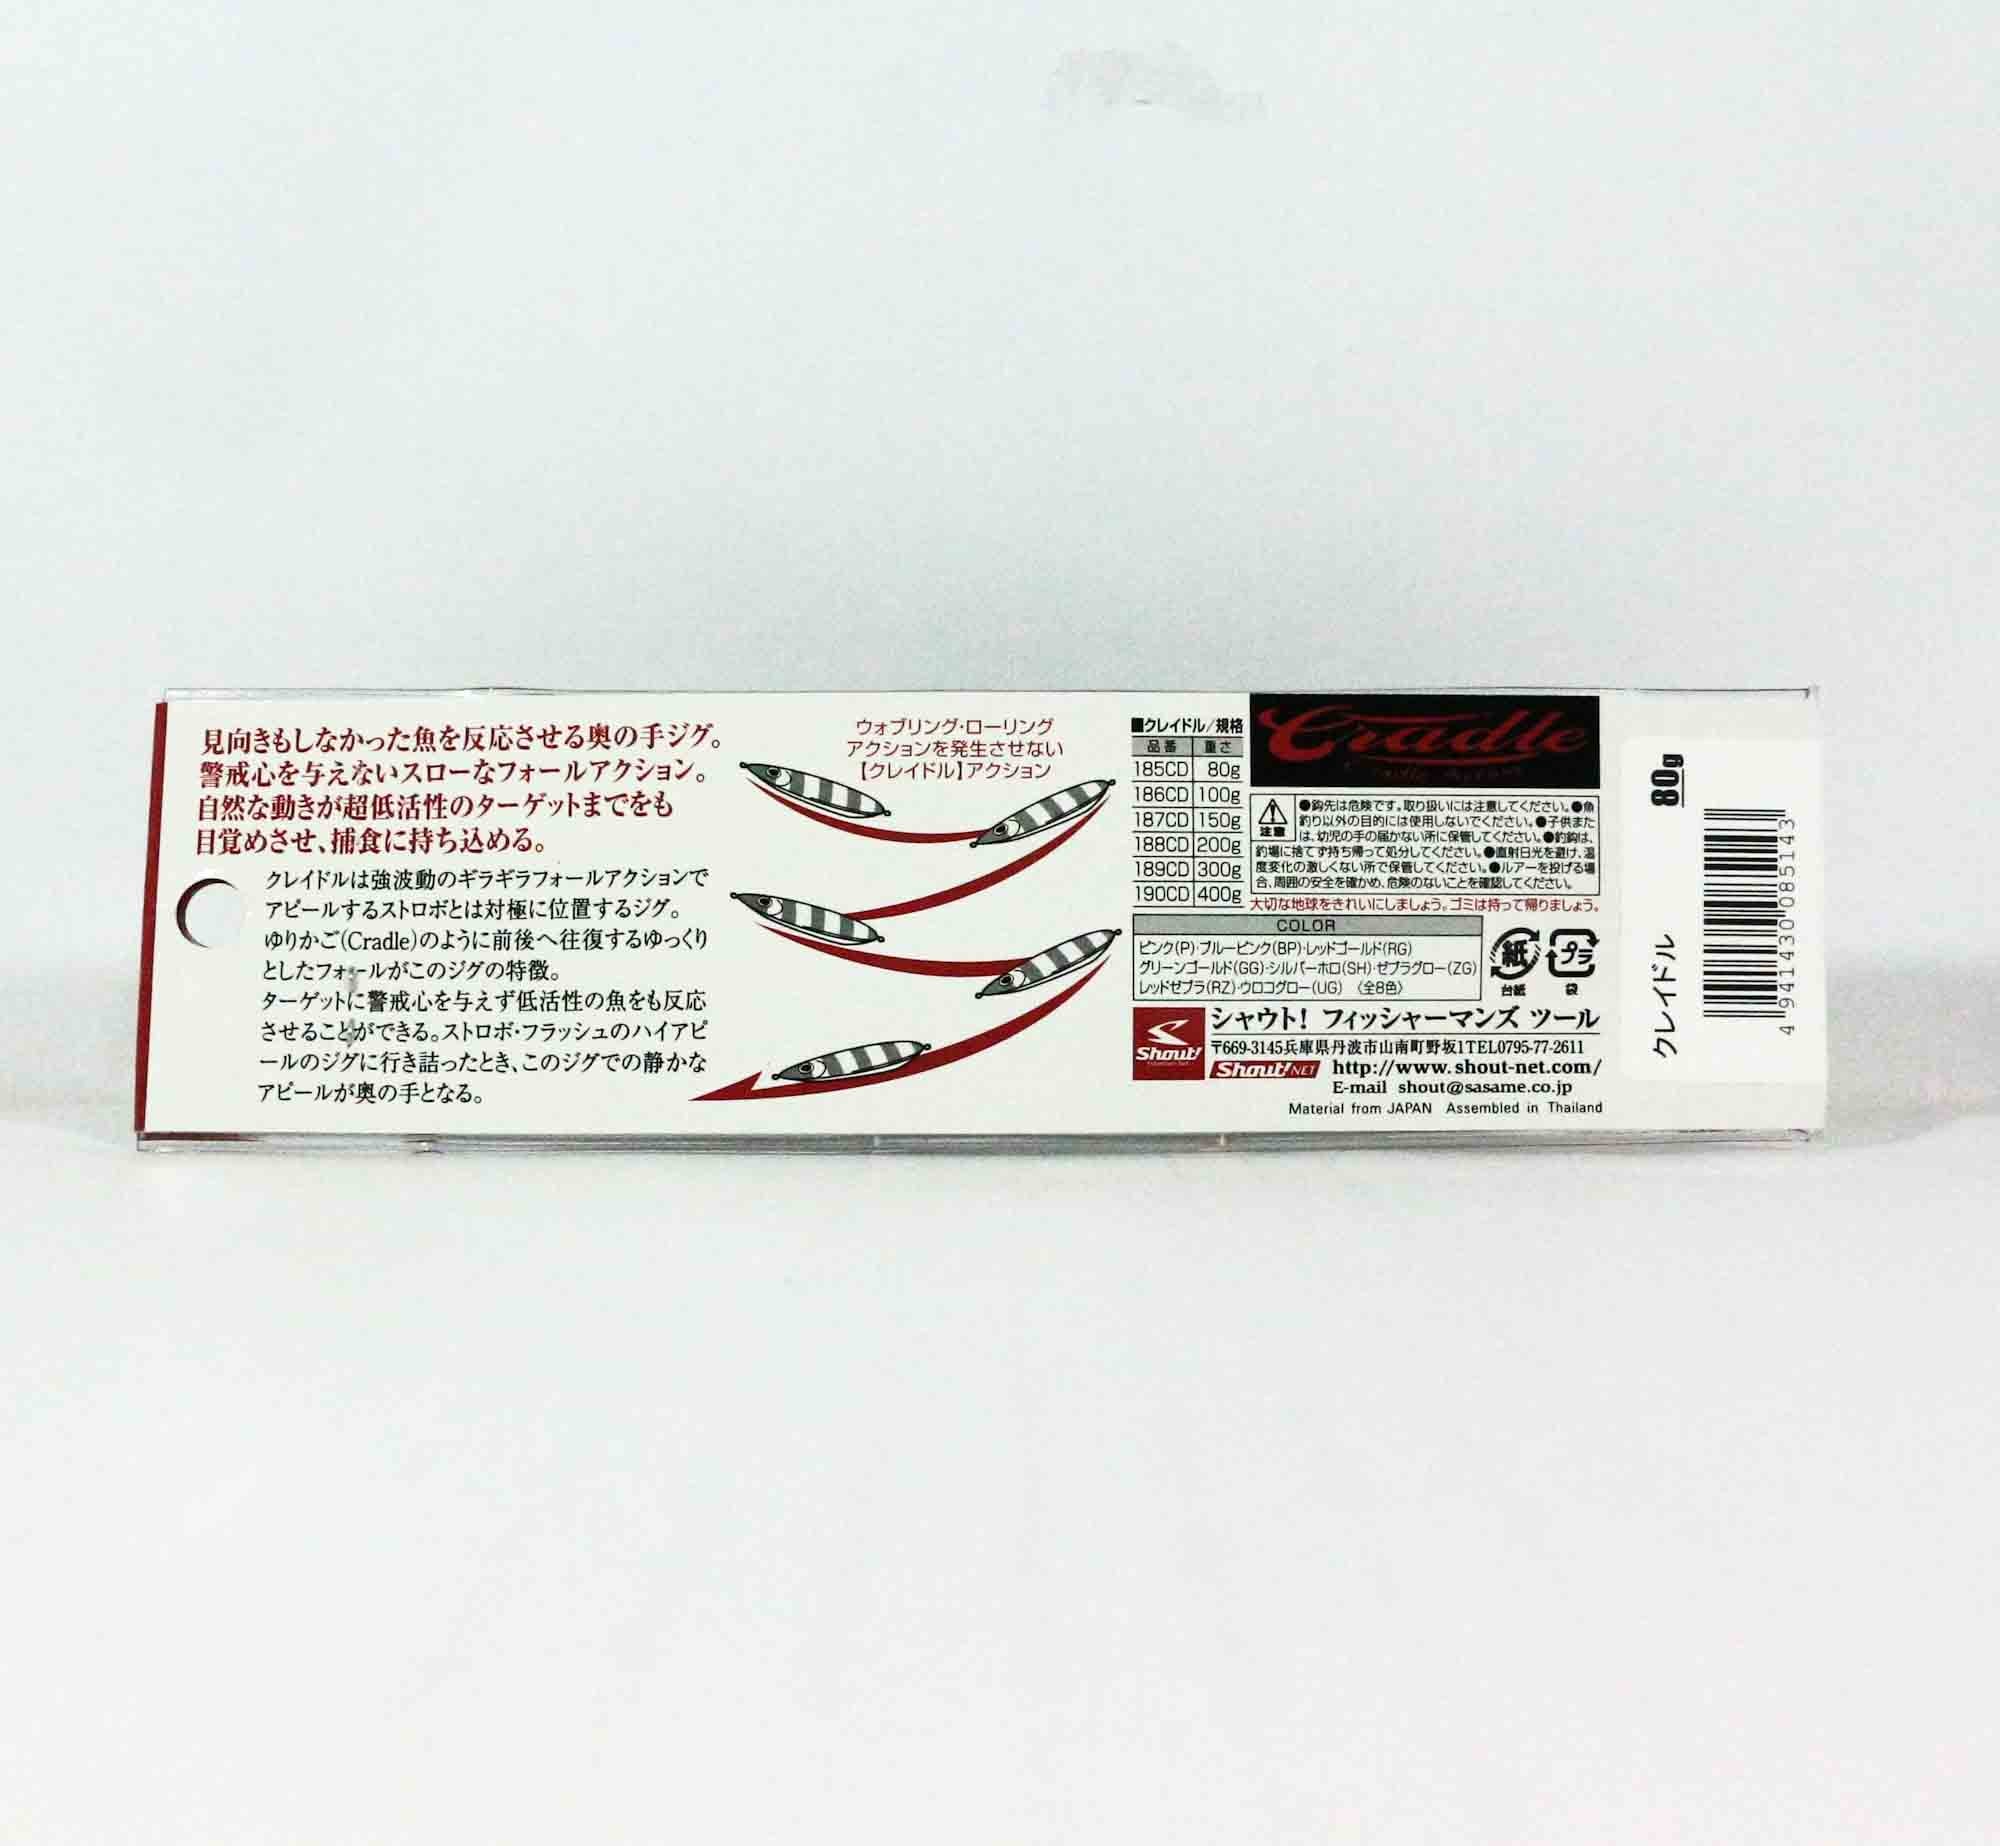 見向きもしなかった魚を反応させる奥の手ジグ。
警戒心を与えないスローなフォールアクション。
自然な動きが超低活性のターゲットまでをも
目覚めさせ、捕食に持ち込める。
クレイドルは強波動のギラギラフォールアクションで
アピールするストロボとは対極に位置するジグ。
ゆりかご(Cradle)のように前後へ往復するゆっくり
としたフォールがこのジグの特徴。
ターゲットに警戒心を与えず低活性の魚をも反応
させることができる。ストロボ・フラッシュのハイアピ
ールのジグに行き詰ったとき、このジグでの静かな
アピールが奥の手となる。
ウォブリング・ローリング
アクションを発生させない
【クレイドル】アクション
■クレイドル/規格
品番 重さ
185CD 80g
186CD 100g
187CD 150g
188CD 200g
189CD 300g
190CD 400g
Cradle
注意
●鈎先は危険です。取り扱いには注意してください。●魚
釣り以外の目的には使用しないでください。●子供また
は、幼児の手の届かない所に保管してください。●釣鈎は、
釣場に捨てず持ち帰って処分してください。●直射日光を避け、温
度変化の激しくない所で保管してください。●ルアーを投げる場
合、周囲の安全を確かめ、危険のないことを確認してください。
大切な地球をきれいにしましょう。ゴミは持って帰りましょう。
COLOR
ピンク(P)・ブルーピンク(BP)・レッドゴールド(RG)
グリーンゴールド(GG)・シルバーホロ(SH)・ゼブラグロー(ZG)
レッドゼブラ(RZ)・ウロコグロー(UG) 〈全8色〉
紙 プラ
台紙 袋
Shout!
シャウト! フィッシャーマンズ ツール
〒669-3145兵庫県丹波市山南町野坂1TEL0795-77-2611
Shout!NET http://www.shout-net.com/
E-mail shout@sasame.co.jp
Material from JAPAN Assembled in Thailand
クレイドル 80g
4 941430 085143